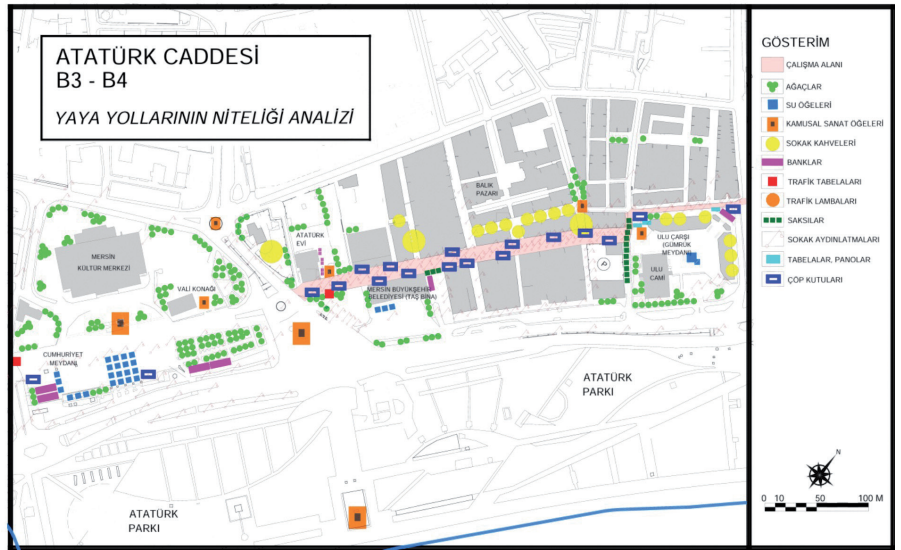 ATATÜRK CADDESİ
B3 - B4
YAYA YOLLARININ NİTELİĞİ ANALİZİ
BALIK
PAZARI
ATATÜRK
EVİ
MERSİN
KÜLTÜR MERKEZİ
VALİ KONAĞI
MERSİN BÜYÜKŞEHİR
BELEDİYESİ (TAŞ BİNA)
ULU ÇARŞI
(GÜMRÜK
MEYDANI)
ULU
CAMİ
P
CUMHURİYET
MEYDANI
ATATÜRK
PARKI
ATATÜRK
PARKI
GÖSTERİM
ÇALIŞMA ALANI
AĞAÇLAR
SU ÖĞELERİ
KAMUSAL SANAT ÖĞELERİ
SOKAK KAHVELERİ
BANKLAR
TRAFİK TABELALARI
TRAFİK LAMBALARI
SAKSILAR
SOKAK AYDINLATMALARI
TABELALAR, PANOLAR
ÇÖP KUTULARI
N
0 10 50 100 M